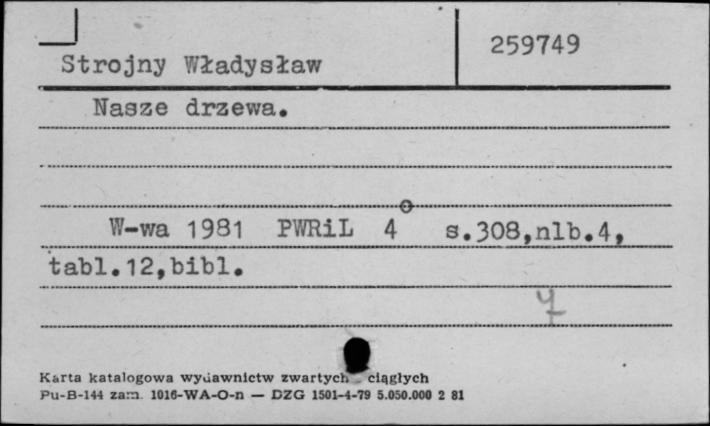 259749
Strojny Władysław
Nasze drzewa.
W-wa 1981 PWRiL 4° s.308,nlb.4,
tabl.12,bibl.
Karta katalogowa wydawnictw zwartych ciągłych
Pu-B-144 zam. 1016-WA-O-n — DZG 1501-4-79 5.050.000 2 81